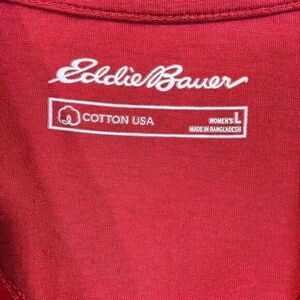 Eddie Bauer
COTTON USA
WOMEN'S L
MADE IN BANGLADESH